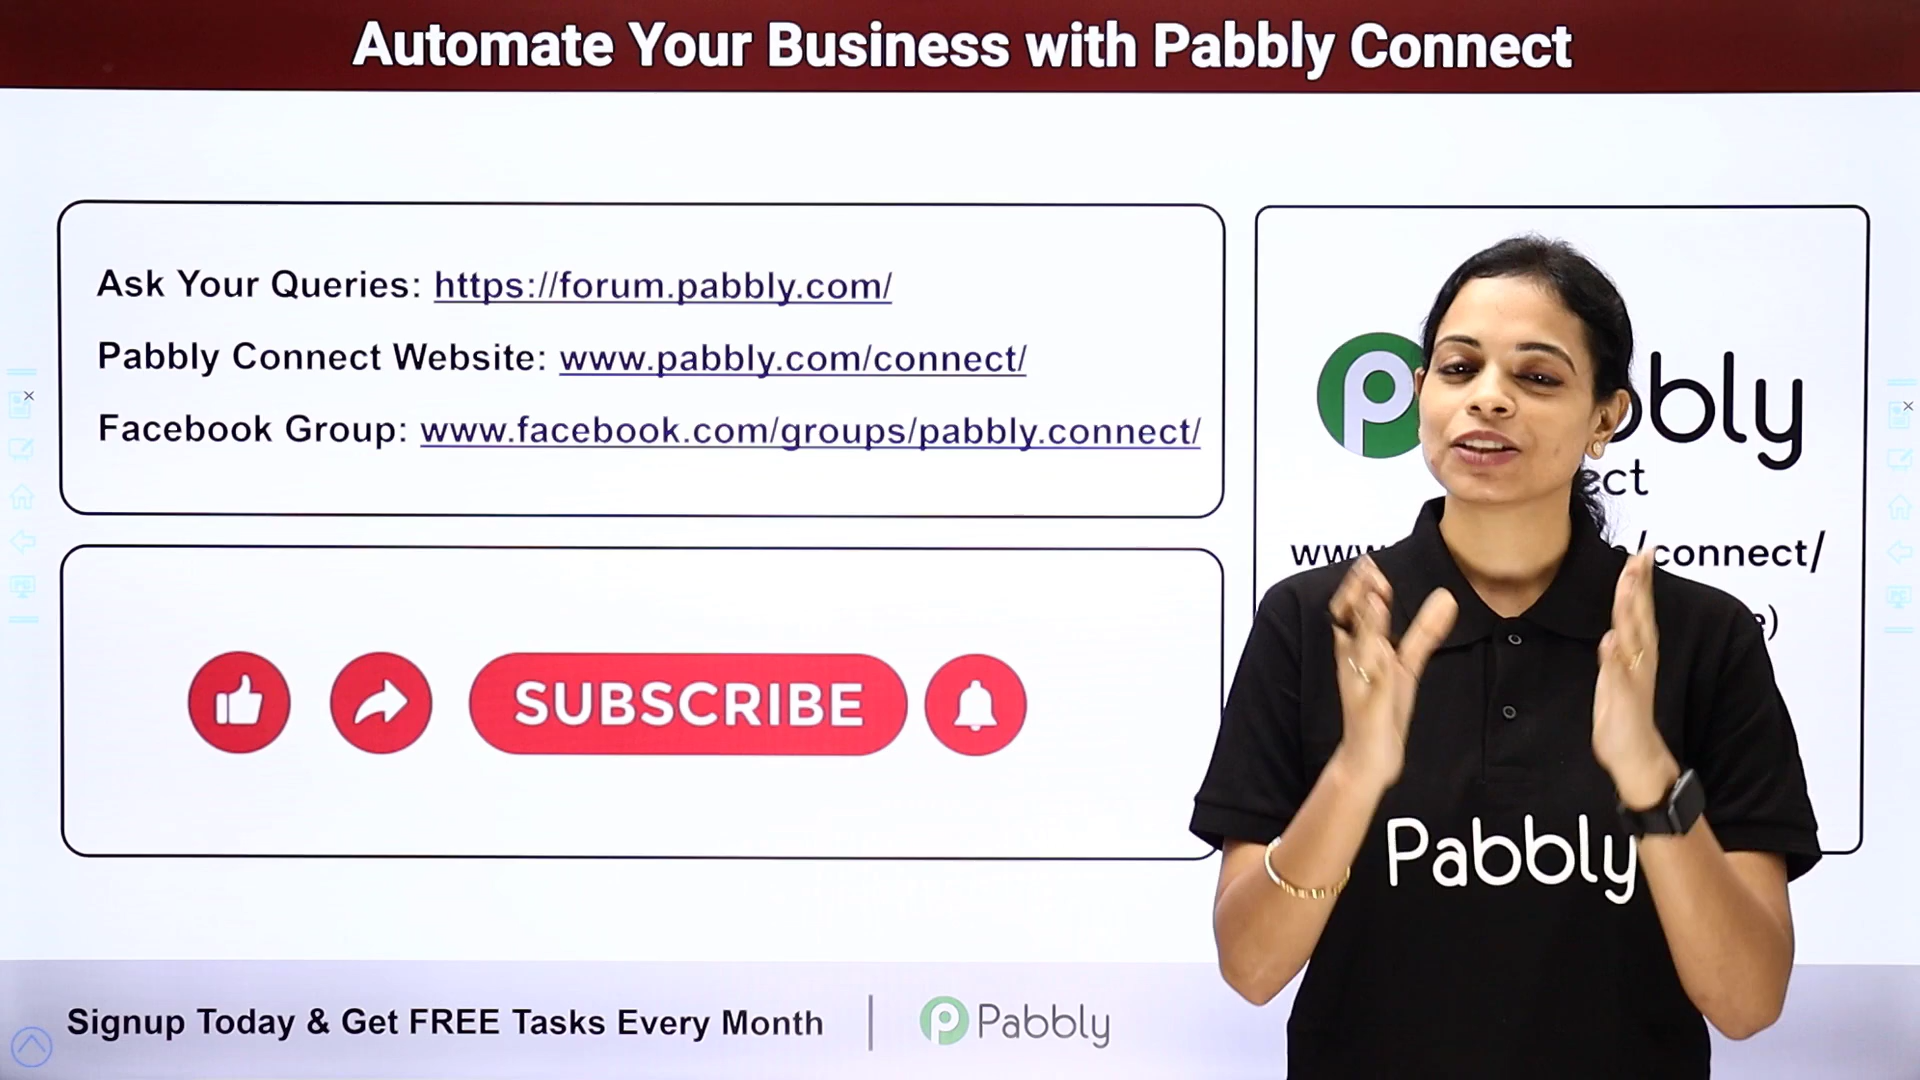 Automate Your Business with Pabbly Connect
Ask Your Queries: https://forum.pabbly.com/
Pabbly Connect Website: www.pabbly.com/connect/
Facebook Group: www.facebook.com/groups/pabbly.connect/
SUBSCRIBE
bbly
ect
/connect/
Pabbly
Signup Today & Get FREE Tasks Every Month
Pabbly